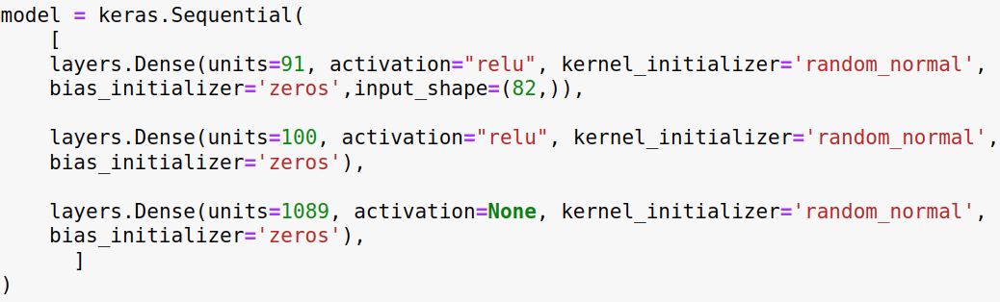 model = keras.Sequential(
    [
    layers.Dense(units=91, activation="relu", kernel_initializer='random_normal',
    bias_initializer='zeros',input_shape=(82,)),

    layers.Dense(units=100, activation="relu", kernel_initializer='random_normal',
    bias_initializer='zeros'),

    layers.Dense(units=1089, activation=None, kernel_initializer='random_normal',
    bias_initializer='zeros'),
      ]
)